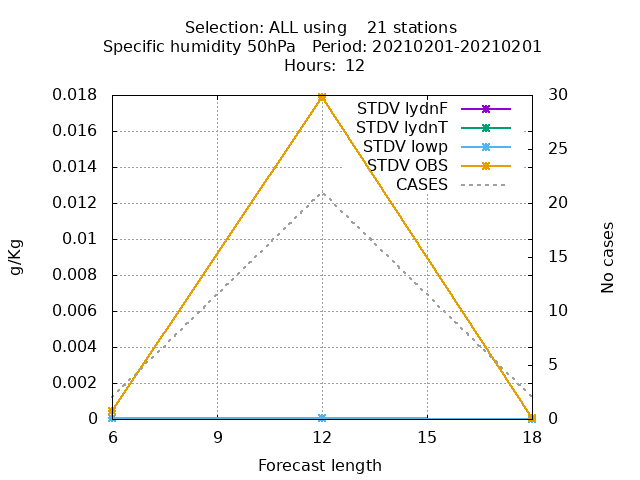 Selection: ALL using    21 stations
Specific humidity 50hPa   Period: 20210201-20210201
Hours: 12
0.018
0.016
0.014
0.012
0.01
0.008
0.006
0.004
0.002
0
g/Kg
STDV lydnF
STDV lydnT
STDV lowp
STDV OBS
CASES
30
25
20
15
10
5
0
No cases
6 9 12 15 18
Forecast length